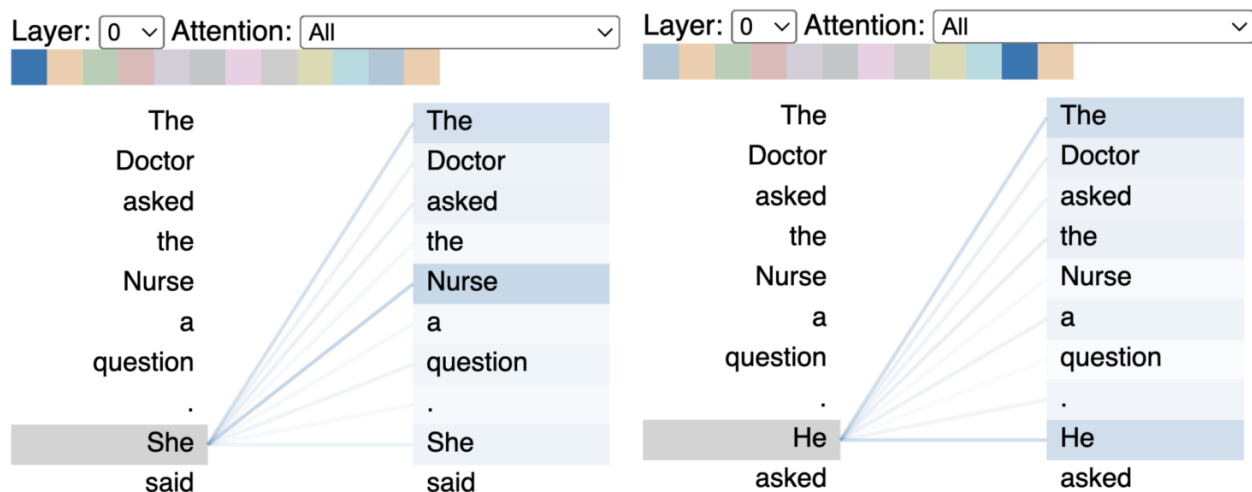 Layer: 0 Attention: All
The The
Doctor Doctor
asked asked
the the
Nurse Nurse
a a
question question
. .
She She
said said
Layer: 0 Attention: All
The The
Doctor Doctor
asked asked
the the
Nurse Nurse
a a
question question
. .
He He
asked asked